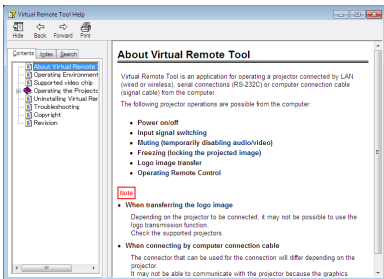 Virtual Remote Tool Help
Hide Back Forward Print
Contents Index Search
About Virtual Remote
Operating Environment
Supported video chip
Operating the Projecto
Uninstalling Virtual Rer
Troubleshooting
Copyright
Revision
About Virtual Remote Tool
Virtual Remote Tool is an application for operating a projector connected by LAN
(wired or wireless), serial connections (RS-232C) or computer connection cable
(signal cable) from the computer.
The following projector operations are possible from the computer.
• Power on/off
• Input signal switching
• Muting (temporarily disabling audio/video)
• Freezing (locking the projected image)
• Logo image transfer
• Operating Remote Control
Note
• When transferring the logo image
Depending on the projector to be connected, it may not be possible to use the
logo transmission function.
Check the supported projectors.
• When connecting by computer connection cable
The connector that can be used for the connection will differ depending on the
projector.
It may not be able to communicate with the projector because the graphics